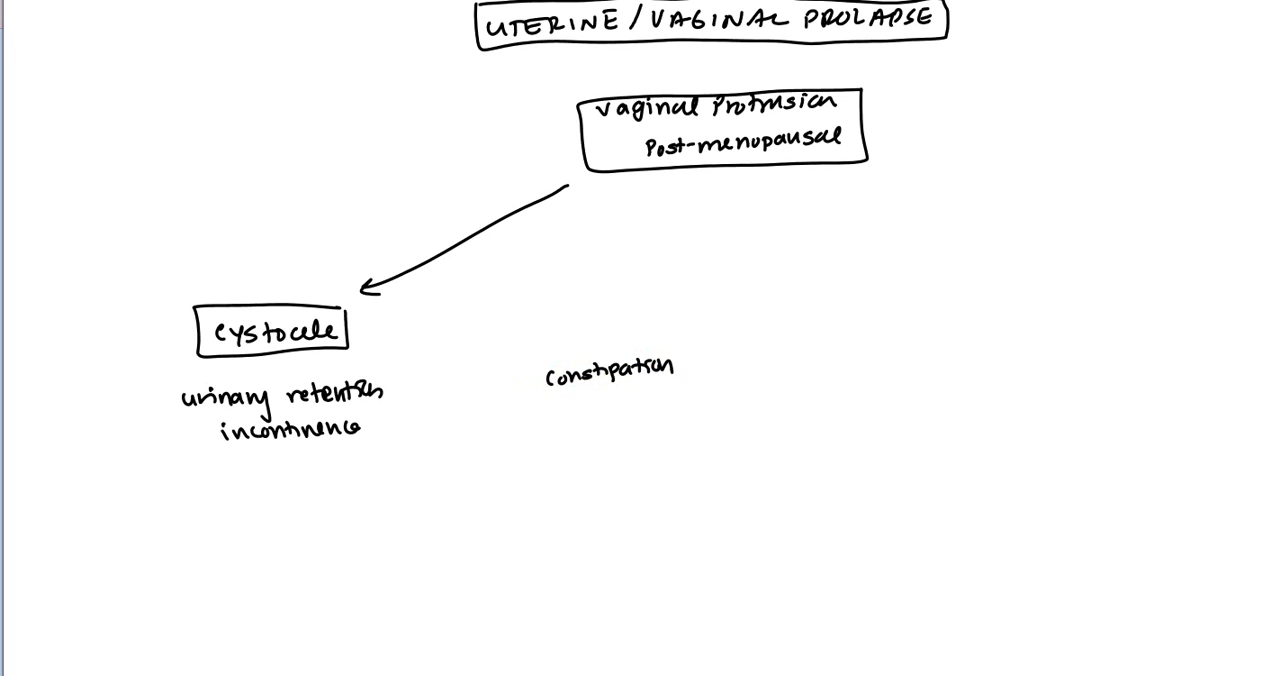 UTERINE / VAGINAL PROLAPSE
Vaginal Protrusion
Post-menopausal
Cystocele
urinary retention
incontinence
constipation